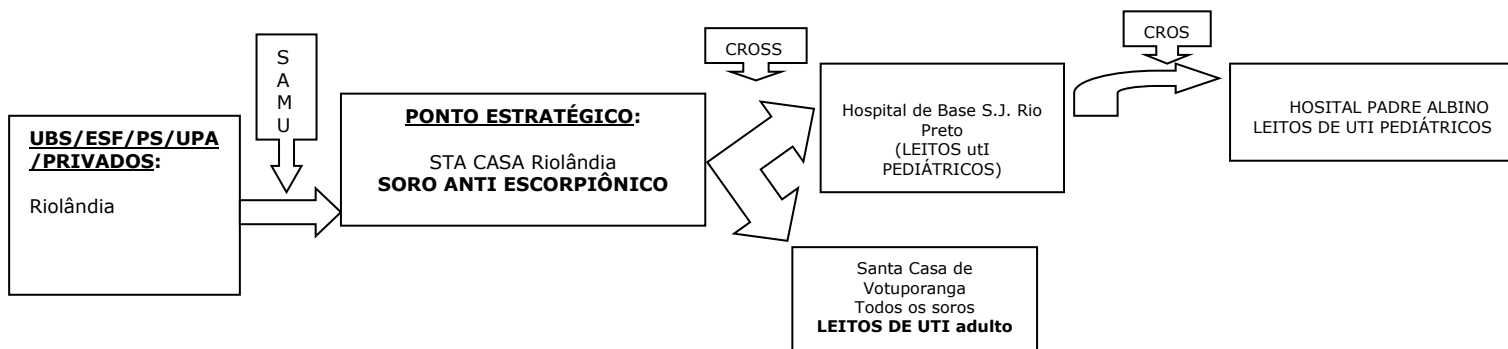 UBS/ESF/PS/UPA
/PRIVADOS:
Riolândia
S
A
M
U
PONTO ESTRATÉGICO:
STA CASA Riolândia
SORO ANTI ESCORPIÔNICO
CROSS
Hospital de Base S.J. Rio
Preto
(LEITOS utI
PEDIÁTRICOS)
Santa Casa de
Votuporanga
Todos os soros
LEITOS DE UTI adulto
CROS
HOSITAL PADRE ALBINO
LEITOS DE UTI PEDIÁTRICOS